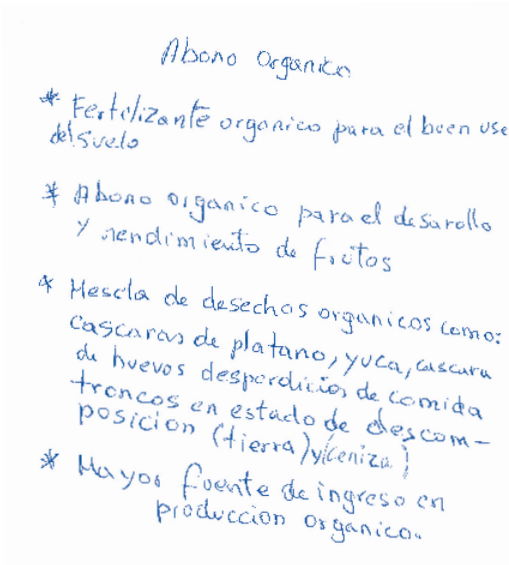 Abono Organico
* Fertilizante organico para el buen use
del suelo
* Abono organico para el desarollo
y rendimiento de frutos
* Mescla de desechos organicos como:
cascaras de platano, yuca, cascara
de huevos desperdicios de comida
troncos en estado de descom-
posicion (tierra) y (ceniza)
* Mayor fuente de ingreso en
produccion organico.